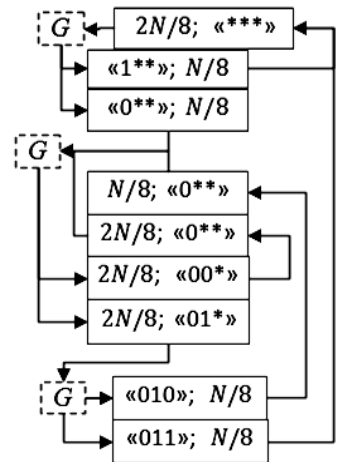 G 2N/8; «***»
«1**»; N/8
«0**»; N/8
G
N/8; «0**»
2N/8; «0**»
2N/8; «00*»
2N/8; «01*»
G «010»; N/8
«011»; N/8